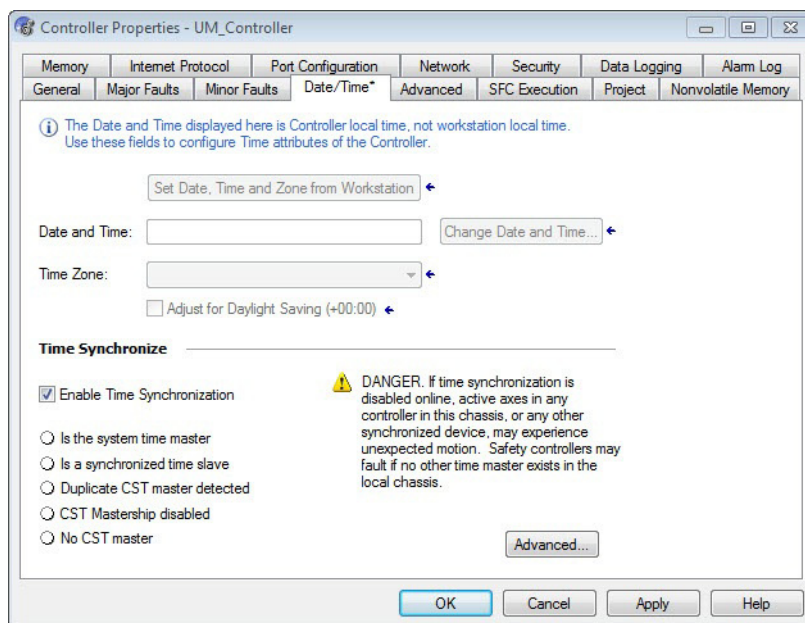 Controller Properties - UM_Controller
Memory Internet Protocol Port Configuration Network Security Data Logging Alarm Log
General Major Faults Minor Faults Date/Time* Advanced SFC Execution Project Nonvolatile Memory
The Date and Time displayed here is Controller local time, not workstation local time.
Use these fields to configure Time attributes of the Controller.
Set Date, Time and Zone from Workstation
Date and Time: Change Date and Time...
Time Zone:
Adjust for Daylight Saving (+00:00)
Time Synchronize
Enable Time Synchronization
DANGER. If time synchronization is
disabled online, active axes in any
controller in this chassis, or any other
synchronized device, may experience
unexpected motion. Safety controllers may
fault if no other time master exists in the
local chassis.
Is the system time master
Is a synchronized time slave
Duplicate CST master detected
CST Mastership disabled
No CST master
Advanced...
OK Cancel Apply Help